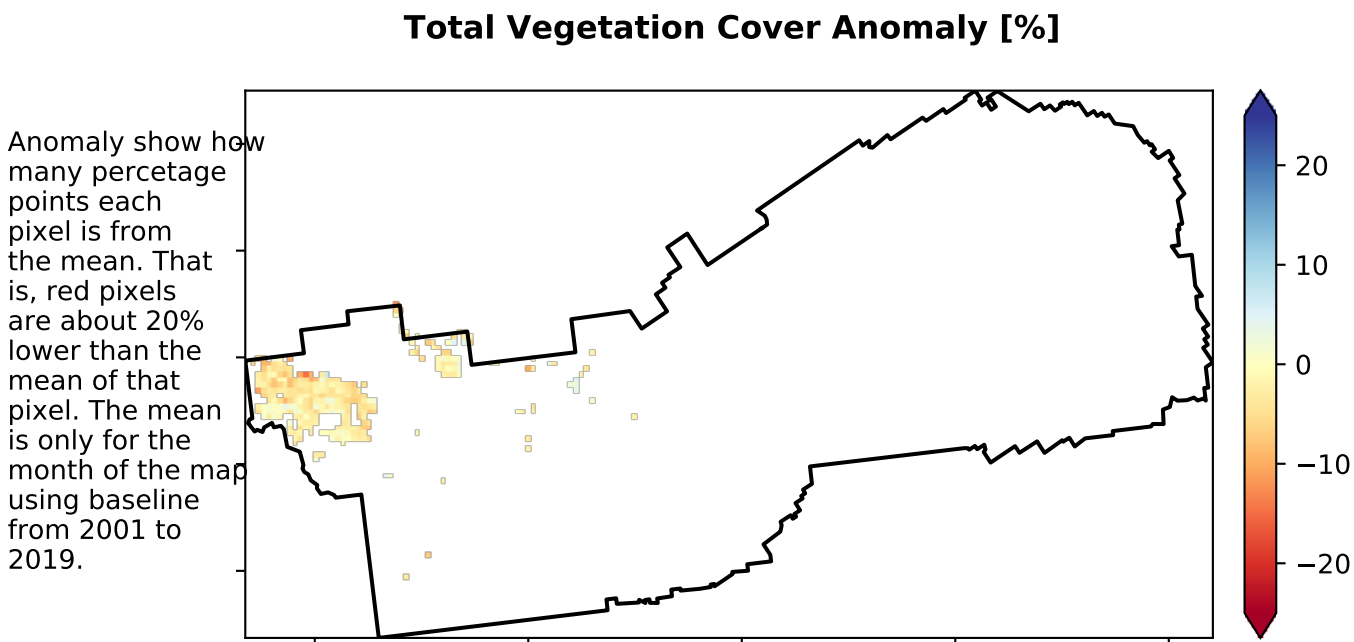 Total Vegetation Cover Anomaly [%]
Anomaly show how
many percetage
points each
pixel is from
the mean. That
is, red pixels
are about 20%
lower than the
mean of that
pixel. The mean
is only for the
month of the map
using baseline
from 2001 to
2019.
20
10
0
−10
−20